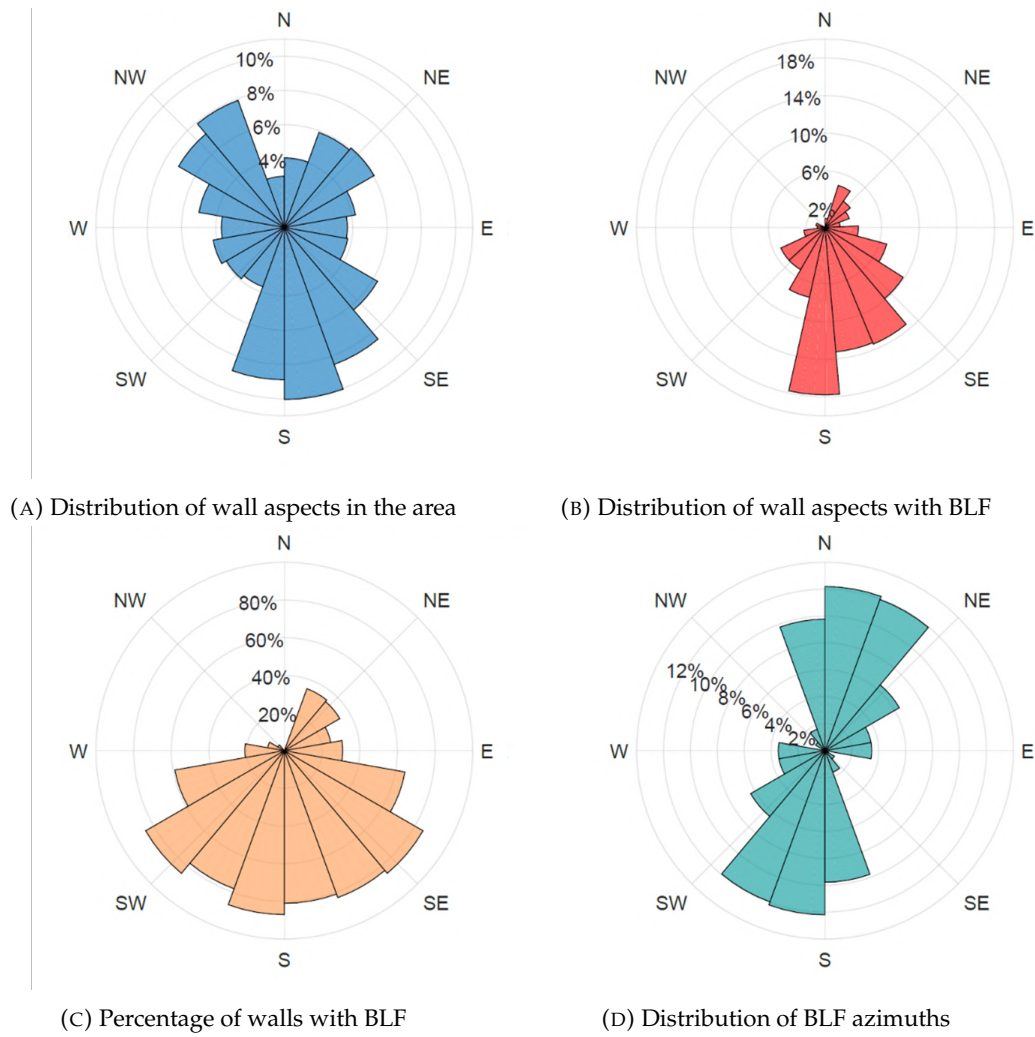 N
10%
NW
NE
8%
6%
4%
W
E
SW
SE
S
(A) Distribution of wall aspects in the area
N
18%
NW
NE
14%
10%
6%
2%
W
E
SW
SE
S
(B) Distribution of wall aspects with BLF
N
NW
NE
80%
60%
40%
20%
W
E
SW
SE
S
(C) Percentage of walls with BLF
N
NW
NE
12%
10%
8%
6%
4%
2%
W
E
SW
SE
S
(D) Distribution of BLF azimuths